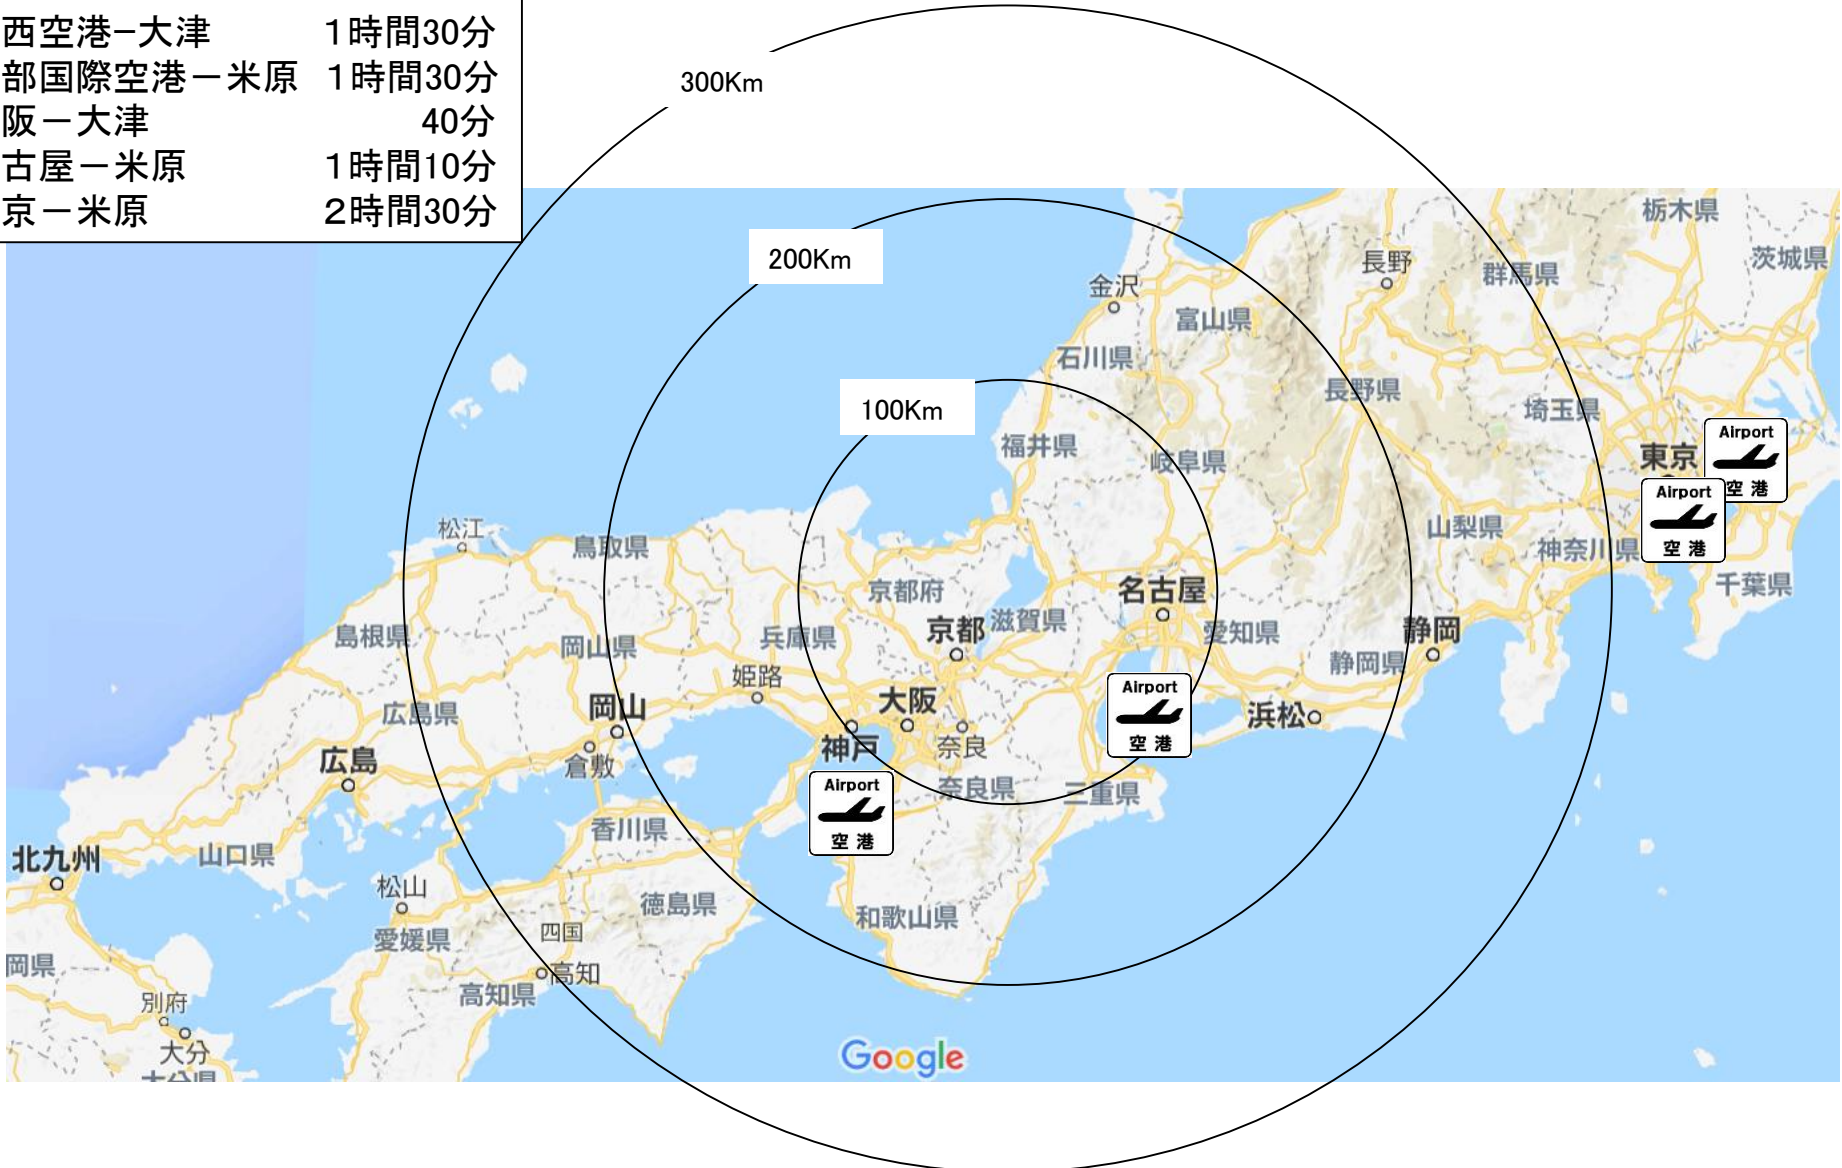 西空港−大津 1時間30分
部国際空港−米原 1時間30分
阪−大津 40分
古屋−米原 1時間10分
京−米原 2時間30分
300Km
200Km
100Km
栃木県
茨城県
長野
群馬県
金沢
富山県
石川県
長野県
埼玉県
福井県
岐阜県
東京
Airport
空港
Airport
空港
松江
鳥取県
山梨県
神奈川県
千葉県
京都府
名古屋
滋賀県
京都
愛知県
静岡
島根県
岡山県
兵庫県
静岡県
姫路
広島県
岡山
大阪
Airport
空港
浜松
神戸
奈良
広島
倉敷
奈良県
三重県
Airport
空港
香川県
北九州
山口県
松山
徳島県
和歌山県
愛媛県
四国
岡県
高知
高知県
別府
大分
大分県
Google